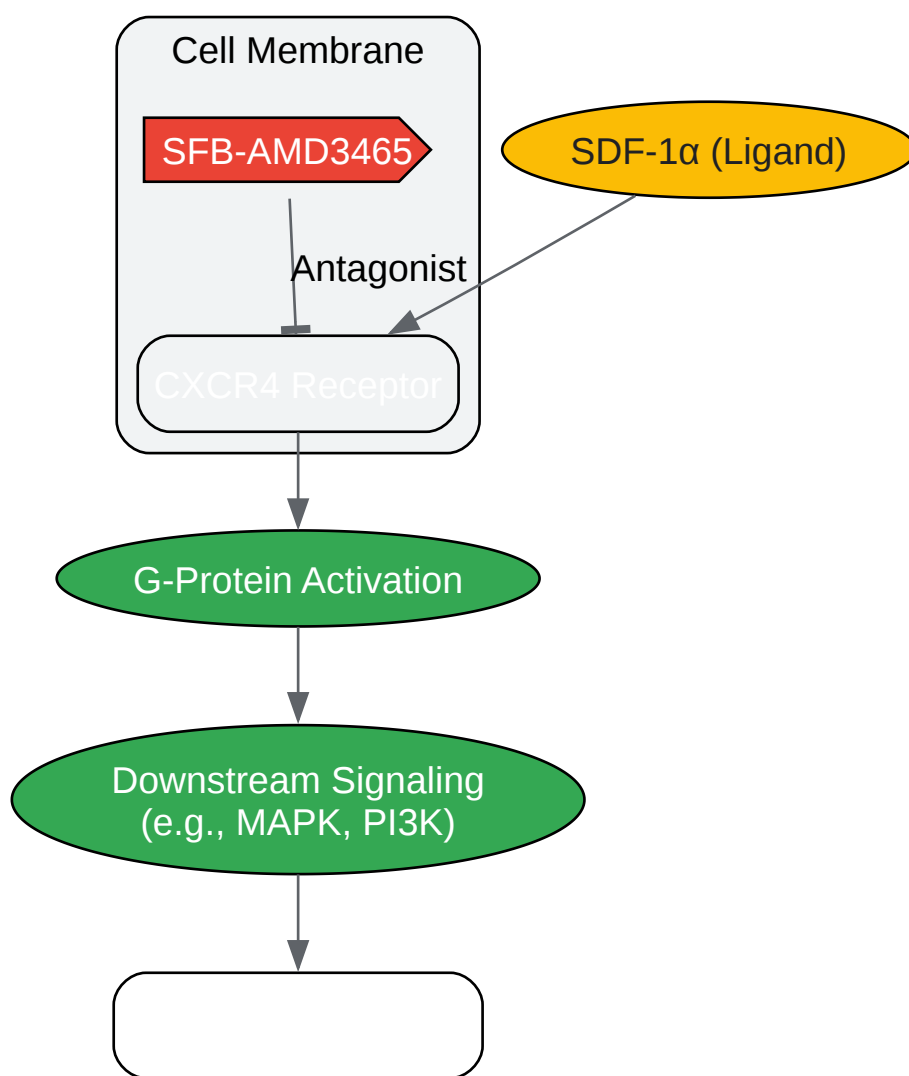 Cell Membrane
SFB-AMD3465
SDF-1α (Ligand)
Antagonist
CXCR4 Receptor
G-Protein Activation
Downstream Signaling
(e.g., MAPK, PI3K)